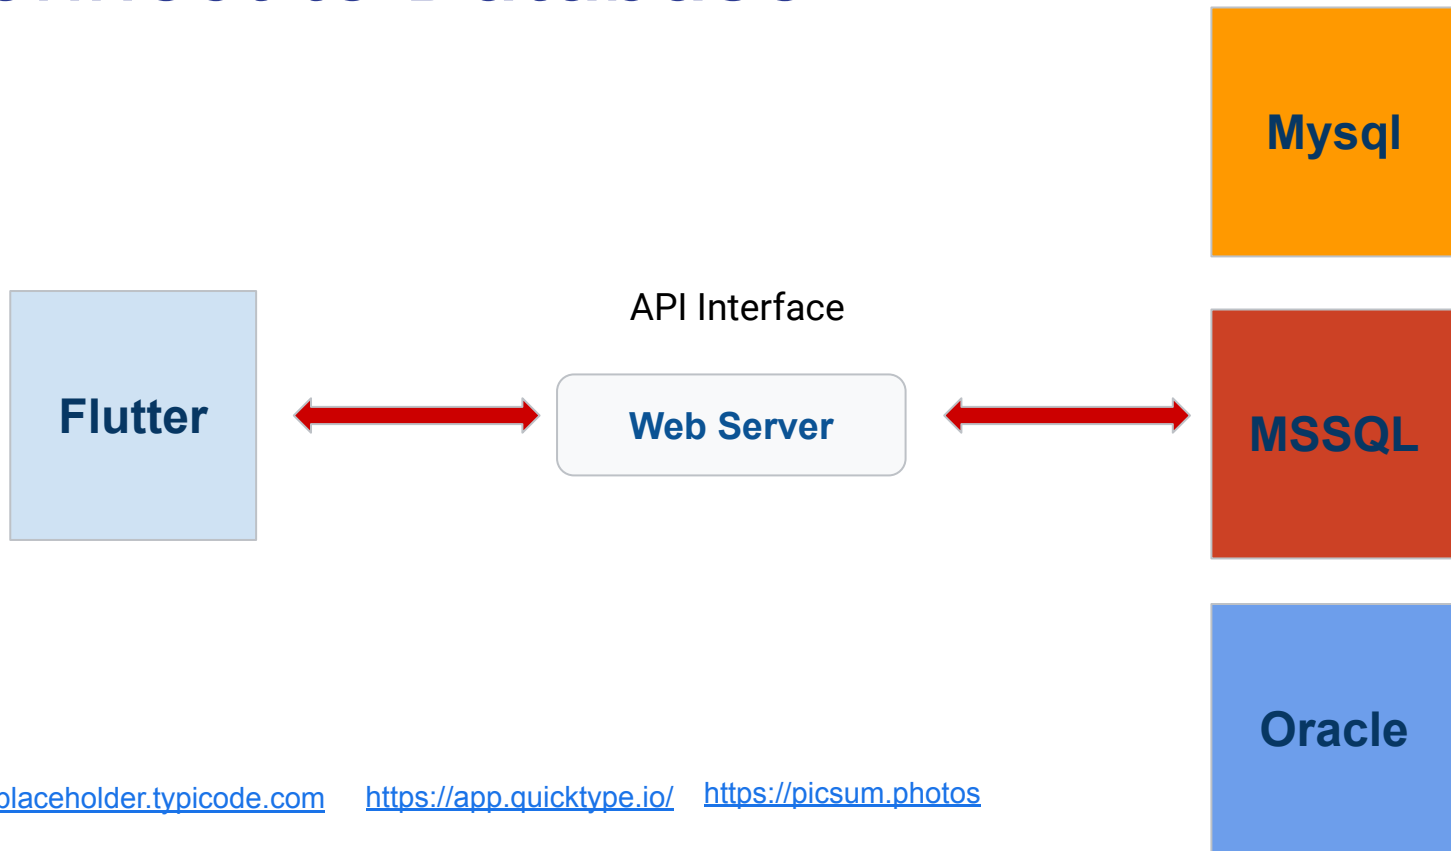 Mysql
API Interface
Flutter
Web Server
MSSQL
Oracle
placeholder.typicode.com https://app.quicktype.io/ https://picsum.photos